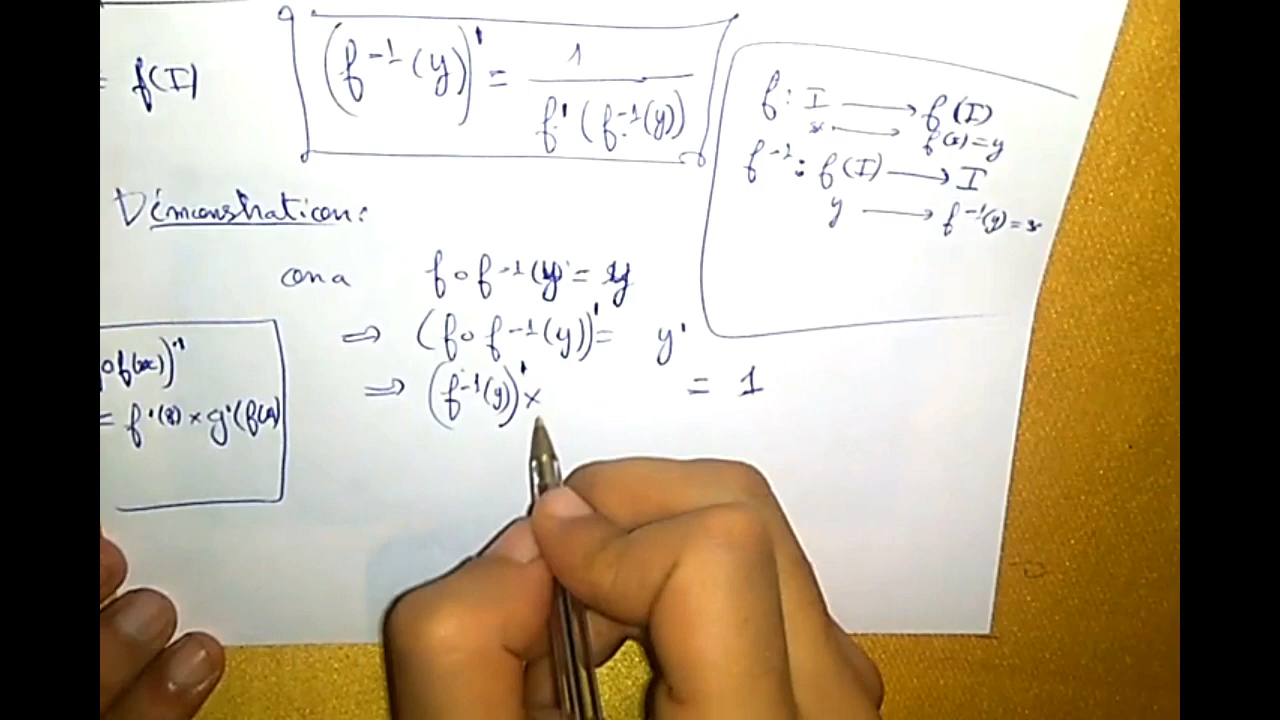 = f(I)
(f⁻¹(y))' = 1 / f'(f⁻¹(y))
f : I ⟶ f(I)
x ⟶ f(x) = y
f⁻¹ : f(I) ⟶ I
y ⟶ f⁻¹(y) = x
Démonstration :
on a f∘f⁻¹(y) = y
⇒ (f∘f⁻¹(y))' = y'
⇒ (f⁻¹(y))' × = 1
∘f(x))'
= f'(x) × g'(f(x))